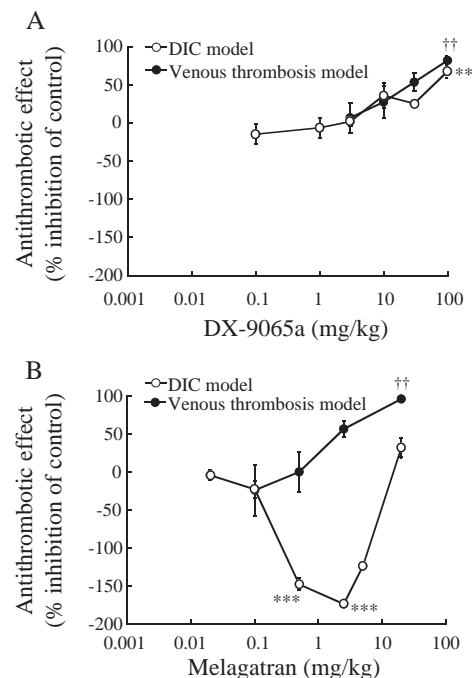 A
††
DIC model
Venous thrombosis model
**
100
50
0
-50
-100
-150
-200
Antithrombotic effect
(% inhibition of control)
0.001
0.01
0.1
1
10
100
DX-9065a (mg/kg)
B
††
DIC model
Venous thrombosis model
100
50
0
-50
-100
-150
-200
Antithrombotic effect
(% inhibition of control)
***
***
0.001
0.01
0.1
1
10
100
Melagatran (mg/kg)